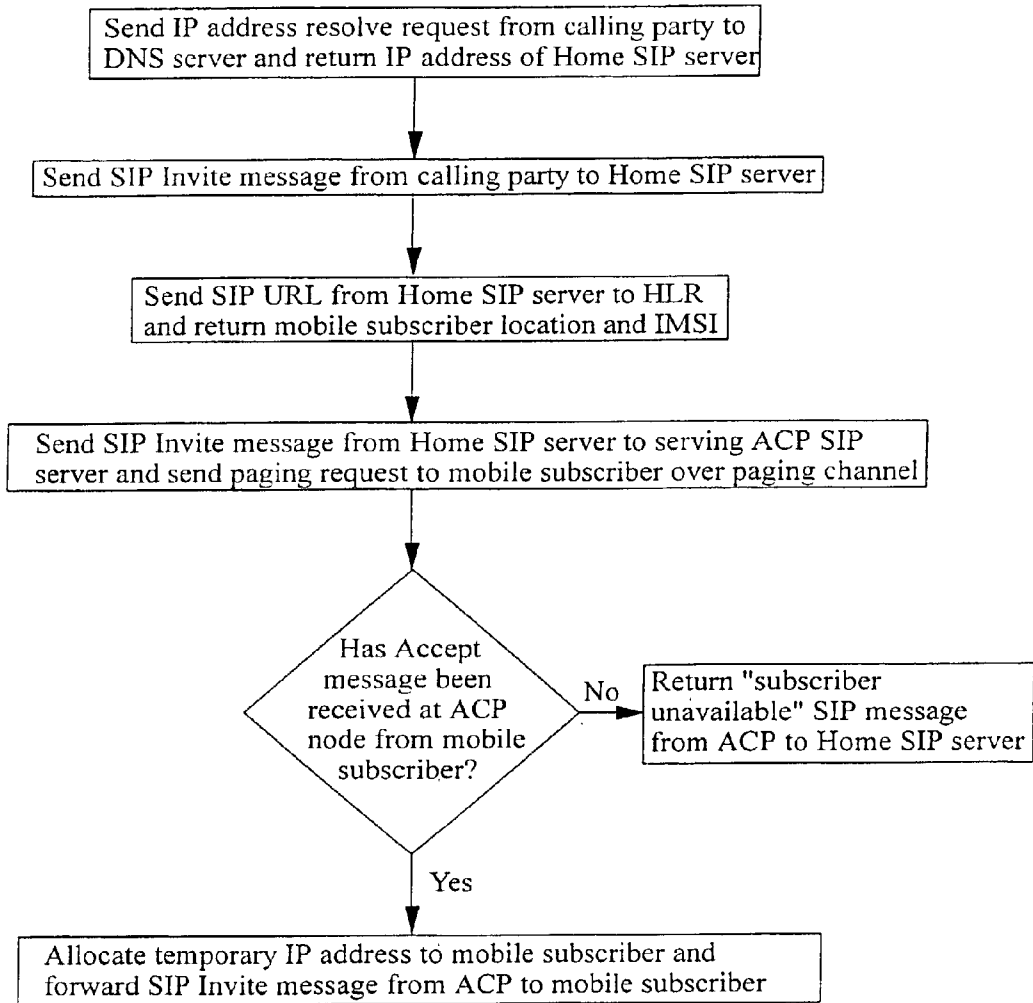 Send IP address resolve request from calling party to
DNS server and return IP address of Home SIP server
Send SIP Invite message from calling party to Home SIP server
Send SIP URL from Home SIP server to HLR
and return mobile subscriber location and IMSI
Send SIP Invite message from Home SIP server to serving ACP SIP
server and send paging request to mobile subscriber over paging channel
Has Accept
message been
received at ACP
node from mobile
subscriber?
No
Return "subscriber
unavailable" SIP message
from ACP to Home SIP server
Yes
Allocate temporary IP address to mobile subscriber and
forward SIP Invite message from ACP to mobile subscriber